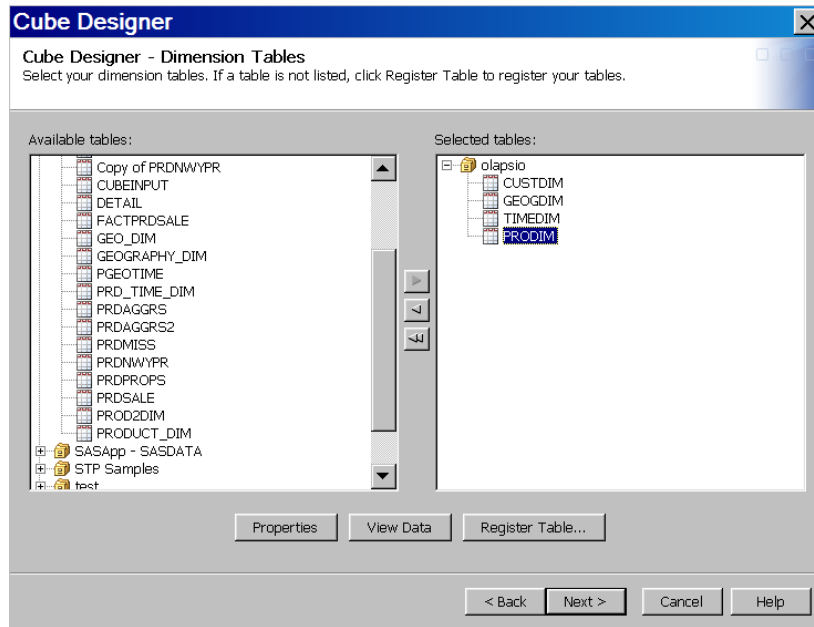 Cube Designer
Cube Designer - Dimension Tables
Select your dimension tables. If a table is not listed, click Register Table to register your tables.
Available tables:
Copy of PRDNWYPR
CUBEINPUT
DETAIL
FACTPRDSALE
GEO_DIM
GEOGRAPHY_DIM
PGEOTIME
PRD_TIME_DIM
PRDAGGRS
PRDAGGRS2
PRDMISS
PRDNWYPR
PRDPROPS
PRDSALE
PROD2DIM
PRODUCT_DIM
SASApp - SASDATA
STP Samples
test
Selected tables:
olapsio
CUSTDIM
GEOGDIM
TIMEDIM
PRODIM
Properties View Data Register Table...
< Back Next > Cancel Help